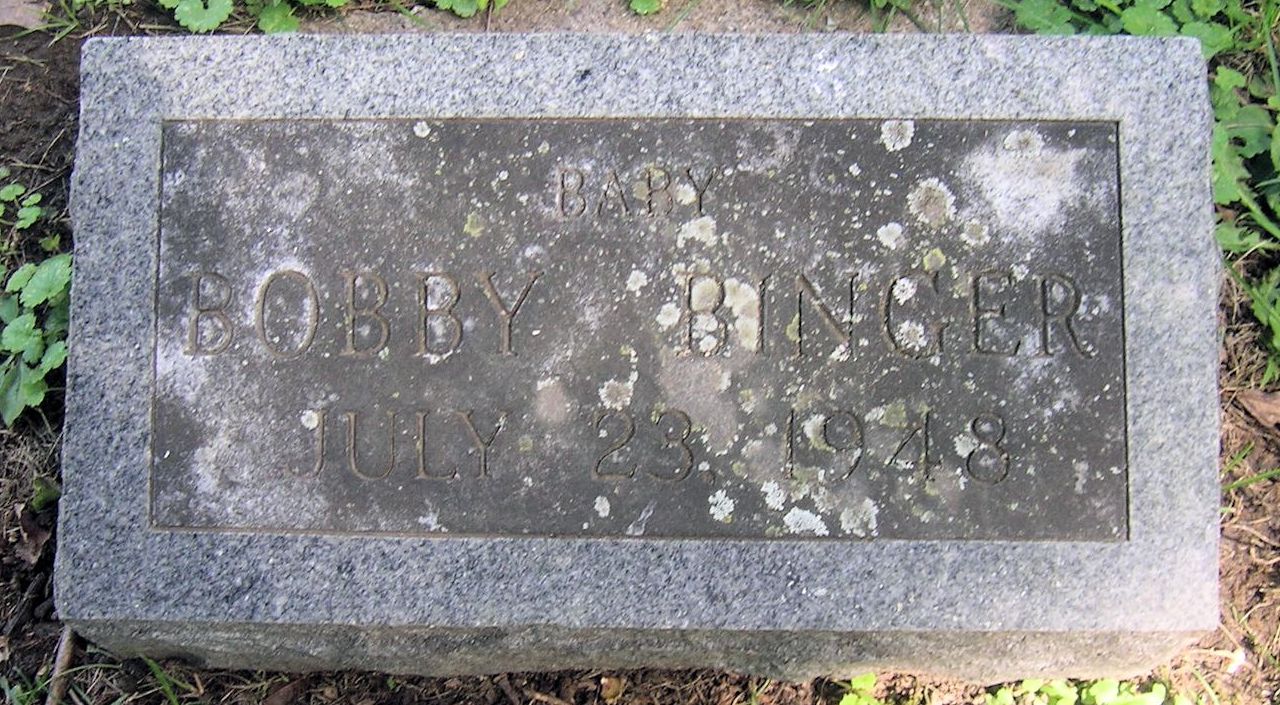 BABY
BOBBY BINGER
JULY 23. 1948